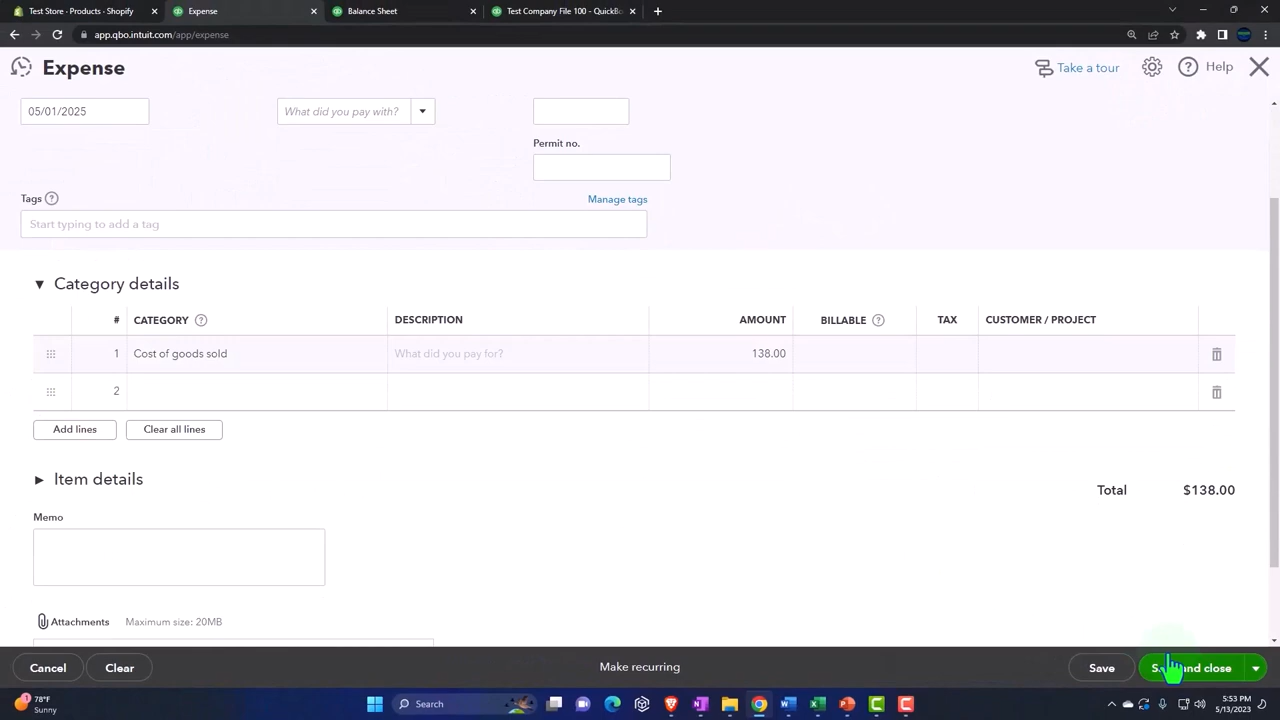 Test Store - Products - Shopify
Expense
Balance Sheet
Test Company File 100 - QuickBo
app.qbo.intuit.com/app/expense
Expense
Take a tour
Help
05/01/2025
What did you pay with?
Permit no.
Tags
Manage tags
Start typing to add a tag
Category details
# CATEGORY DESCRIPTION AMOUNT BILLABLE TAX CUSTOMER / PROJECT
1 Cost of goods sold What did you pay for? 138.00
2
Add lines Clear all lines
Item details
Total $138.00
Memo
Attachments Maximum size: 20MB
Cancel Clear Make recurring Save and close
78°F
Sunny
Search
5:53 PM
5/13/2023